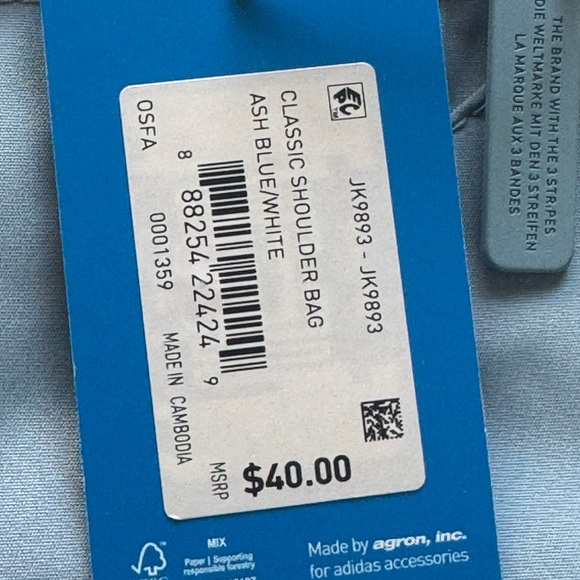 JK9893 - JK9893
CLASSIC SHOULDER BAG
ASH BLUE/WHITE
8 88254 22424 9
OSFA
0001359
MADE IN CAMBODIA
MSRP
$40.00
MIX
Paper | Supporting
responsible forestry
Made by agron, inc.
for adidas accessories
THE BRAND WITH THE 3 STRIPES
DIE WELTMARKE MIT DEN 3 STREIFEN
LA MARQUE AUX 3 BANDES